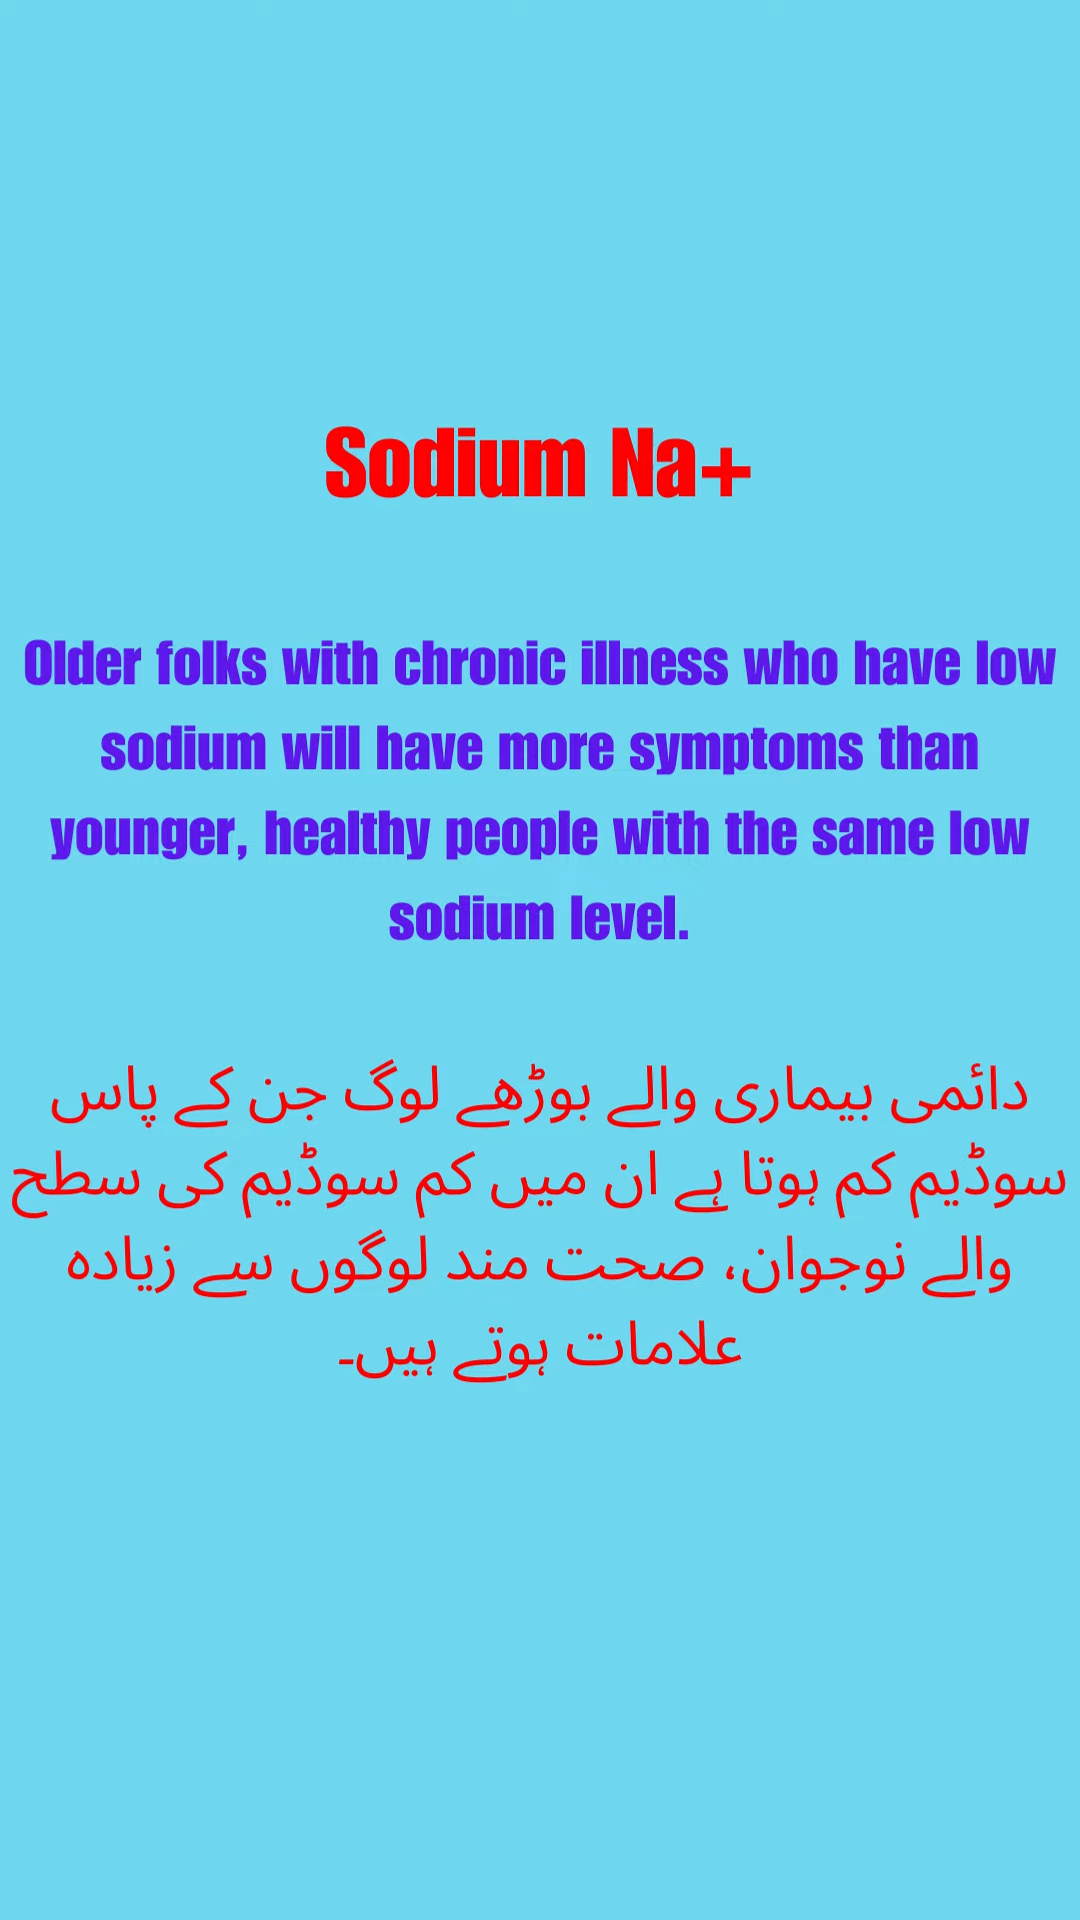 Sodium Na+
Older folks with chronic illness who have low
sodium will have more symptoms than
younger, healthy people with the same low
sodium level.
دائمی بیماری والے بوڑھے لوگ جن کے پاس
سوڈیم کم ہوتا ہے ان میں کم سوڈیم کی سطح
والے نوجوان، صحت مند لوگوں سے زیادہ
علامات ہوتے ہیں۔